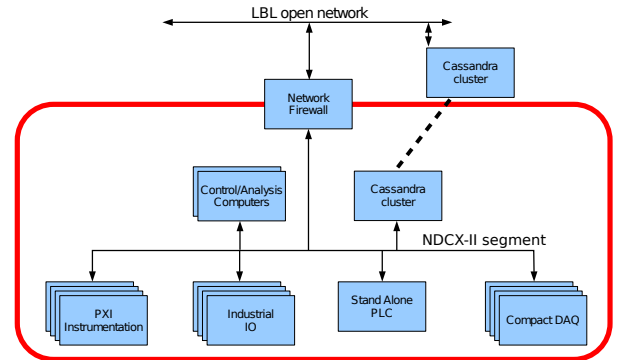 LBL open network
Cassandra
cluster
Network
Firewall
Control/Analysis
Computers
Cassandra
cluster
NDCX-II segment
PXI
Instrumentation
Industrial
IO
Stand Alone
PLC
Compact DAQ